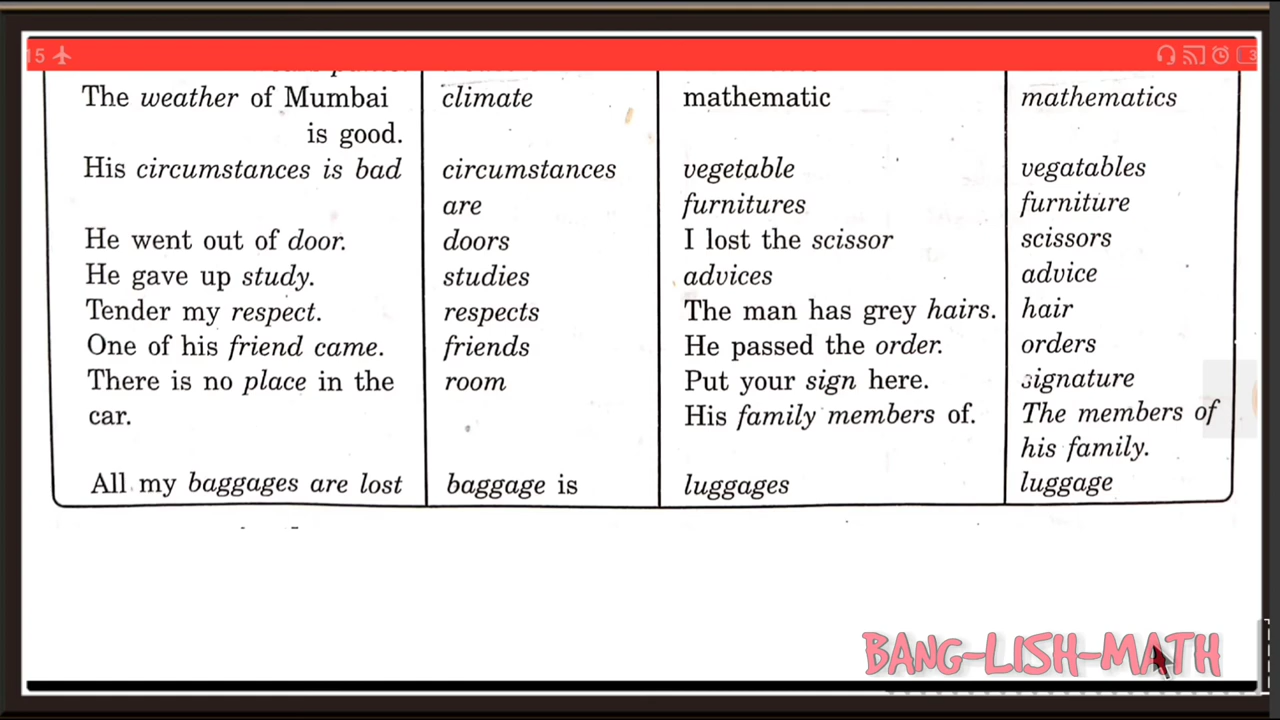 15
The weather of Mumbai climate mathematic mathematics
is good.
His circumstances is bad circumstances vegetable vegatables
are furnitures furniture
He went out of door. doors I lost the scissor scissors
He gave up study. studies advices advice
Tender my respect. respects The man has grey hairs. hair
One of his friend came. friends He passed the order. orders
There is no place in the room Put your sign here. signature
car. His family members of. The members of
his family.
All my baggages are lost baggage is luggages luggage
BANG-LISH-MATH